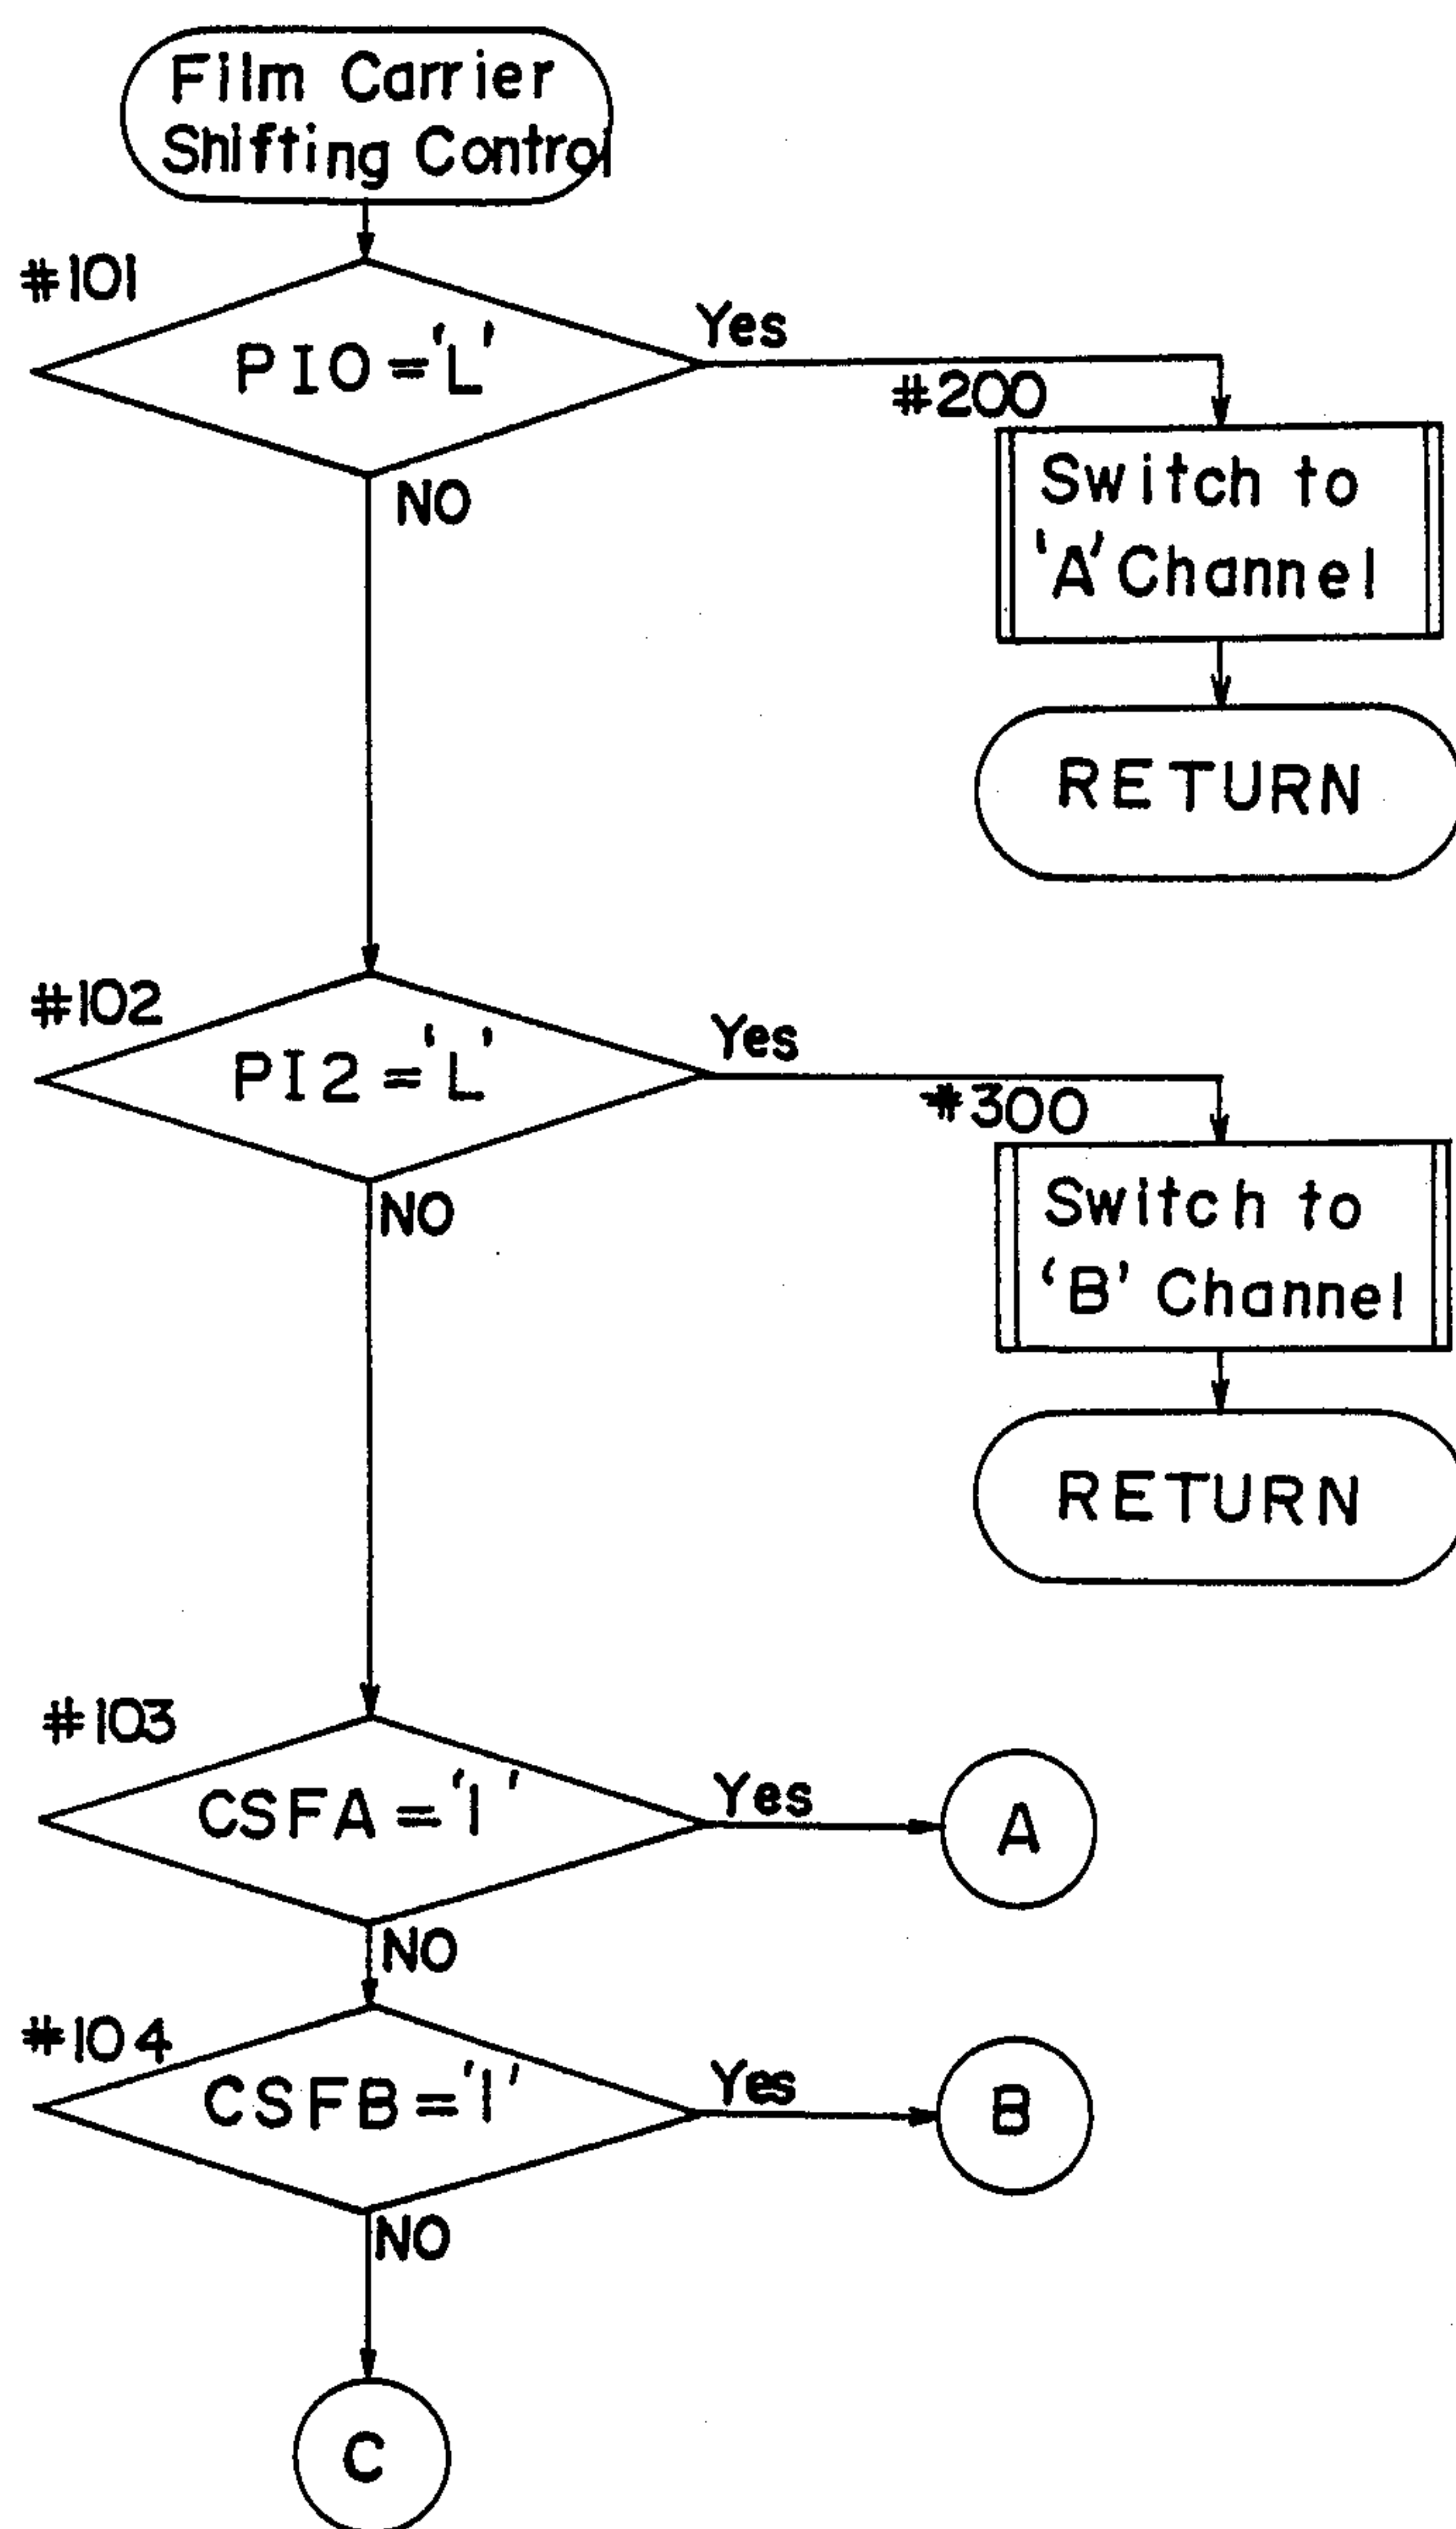 Film Carrier
Shifting Control
#101
PI0='L'
Yes
NO
#200
Switch to
'A' Channel
RETURN
#102
PI2='L'
Yes
NO
#300
Switch to
'B' Channel
RETURN
#103
CSFA='1'
Yes
A
NO
#104
CSFB='1'
Yes
B
NO
C